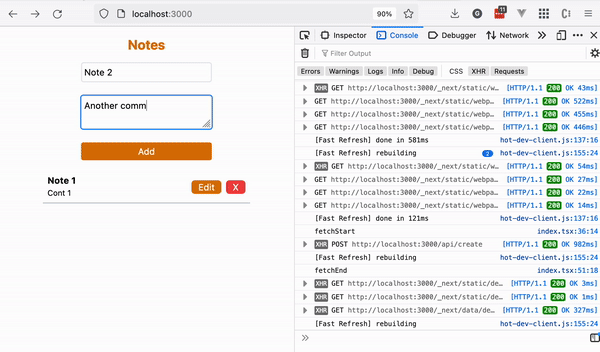 localhost:3000
90%
11
Notes
Note 2
Another comm
Add
Note 1
Cont 1
Edit
X
Inspector
Console
Debugger
Network
Filter Output
Errors
Warnings
Logs
Info
Debug
CSS
XHR
Requests
XHR GET http://localhost:3000/_next/static/w… [HTTP/1.1 200 OK 43ms]
GET http://localhost:3000/_next/static/webp… [HTTP/1.1 200 OK 522ms]
GET http://localhost:3000/_next/static/webp… [HTTP/1.1 200 OK 455ms]
GET http://localhost:3000/_next/static/webp… [HTTP/1.1 200 OK 446ms]
[Fast Refresh] done in 581ms hot-dev-client.js:137:16
[Fast Refresh] rebuilding 2 hot-dev-client.js:155:24
XHR GET http://localhost:3000/_next/static/we… [HTTP/1.1 200 OK 54ms]
GET http://localhost:3000/_next/static/webpa… [HTTP/1.1 200 OK 27ms]
GET http://localhost:3000/_next/static/webpa… [HTTP/1.1 200 OK 22ms]
GET http://localhost:3000/_next/static/webpa… [HTTP/1.1 200 OK 14ms]
[Fast Refresh] done in 121ms hot-dev-client.js:137:16
fetchStart index.tsx:36:14
XHR POST http://localhost:3000/api/create [HTTP/1.1 200 OK 982ms]
[Fast Refresh] rebuilding hot-dev-client.js:155:24
fetchEnd index.tsx:51:18
XHR GET http://localhost:3000/_next/static/de… [HTTP/1.1 200 OK 3ms]
XHR GET http://localhost:3000/_next/static/de… [HTTP/1.1 200 OK 1ms]
XHR GET http://localhost:3000/_next/data/de… [HTTP/1.1 200 OK 327ms]
[Fast Refresh] rebuilding hot-dev-client.js:155:24